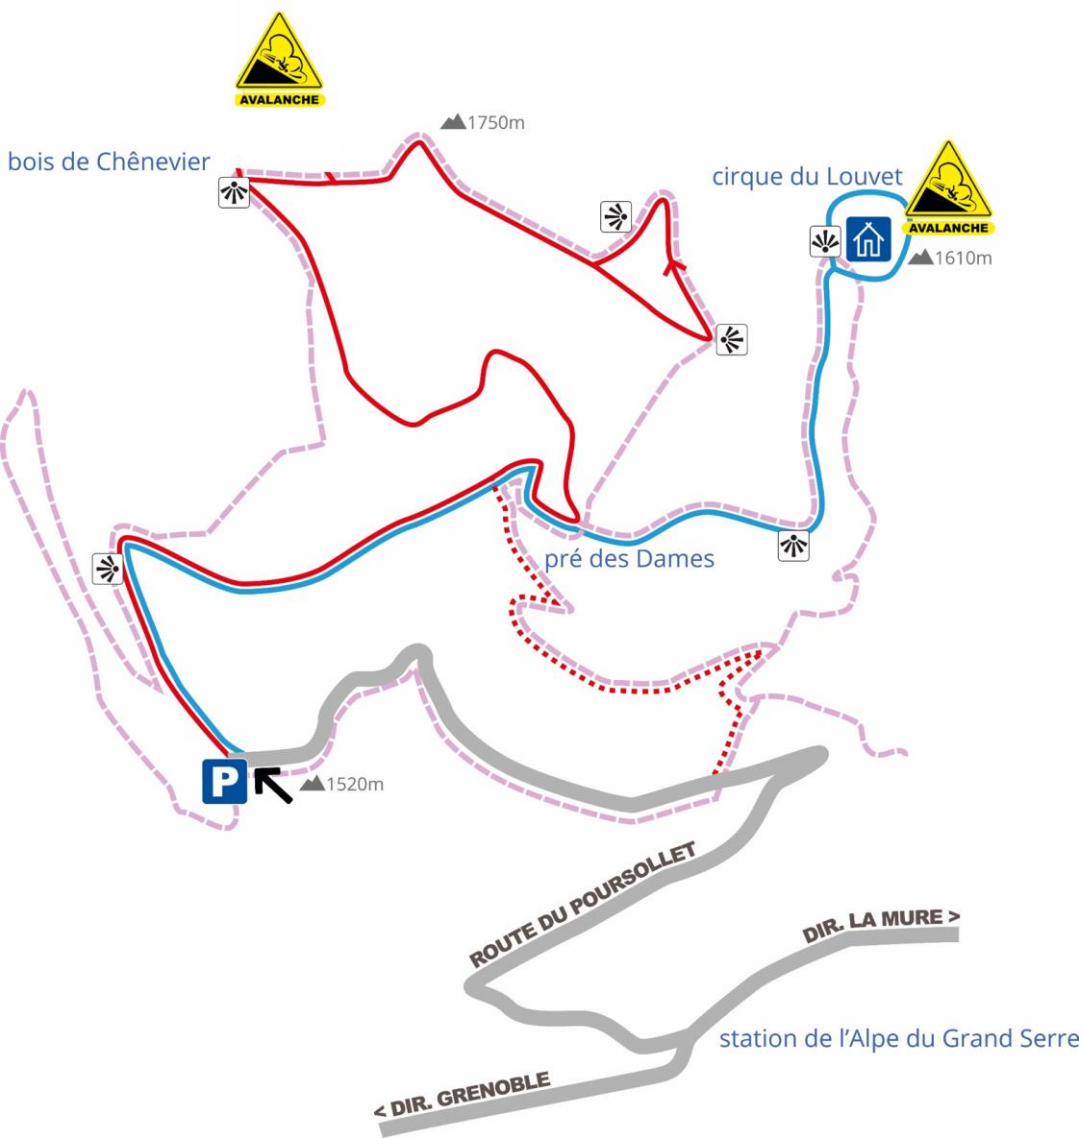 AVALANCHE
1750m
bois de Chênevier
cirque du Louvet
AVALANCHE
1610m
pré des Dames
P
1520m
ROUTE DU POURSOLLET
DIR. LA MURE >
station de l'Alpe du Grand Serre
< DIR. GRENOBLE